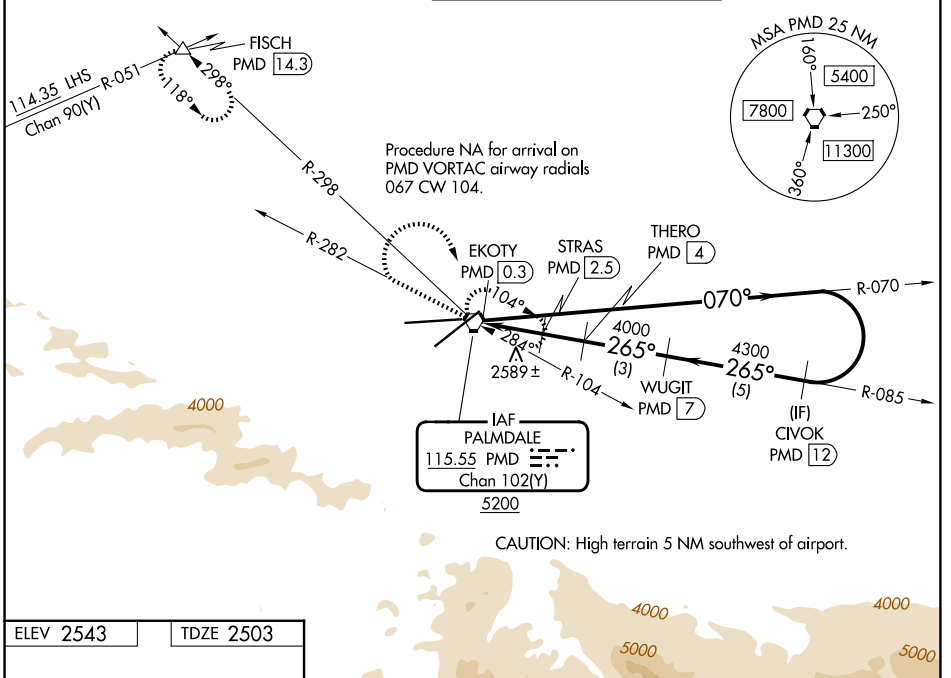 MSA PMD 25 NM
160°
5400
7800
250°
11300
360°
FISCH
PMD 14.3
114.35 LHS
R-051
Chan 90(Y)
298°
118°
R-298
Procedure NA for arrival on
PMD VORTAC airway radials
067 CW 104.
R-282
EKOTY
PMD 0.3
STRAS
PMD 2.5
THERO
PMD 4
104°
070°
R-070
284°
4000
265°
(3)
4300
265°
(5)
2589 ±
R-104
WUGIT
PMD 7
R-085
(IF)
CIVOK
PMD 12
IAF
PALMDALE
115.55 PMD
Chan 102(Y)
5200
4000
CAUTION: High terrain 5 NM southwest of airport.
4000
4000
5000
5000
ELEV 2543
TDZE 2503